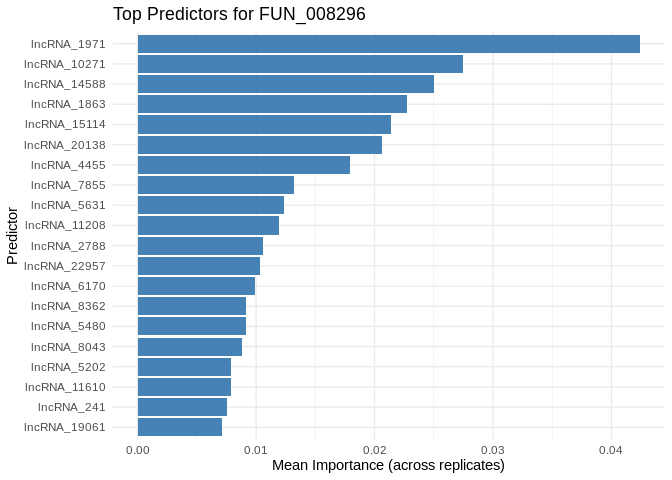 Top Predictors for FUN_008296
Predictor
lncRNA_1971
lncRNA_10271
lncRNA_14588
lncRNA_1863
lncRNA_15114
lncRNA_20138
lncRNA_4455
lncRNA_7855
lncRNA_5631
lncRNA_11208
lncRNA_2788
lncRNA_22957
lncRNA_6170
lncRNA_8362
lncRNA_5480
lncRNA_8043
lncRNA_5202
lncRNA_11610
lncRNA_241
lncRNA_19061
0.00 0.01 0.02 0.03 0.04
Mean Importance (across replicates)